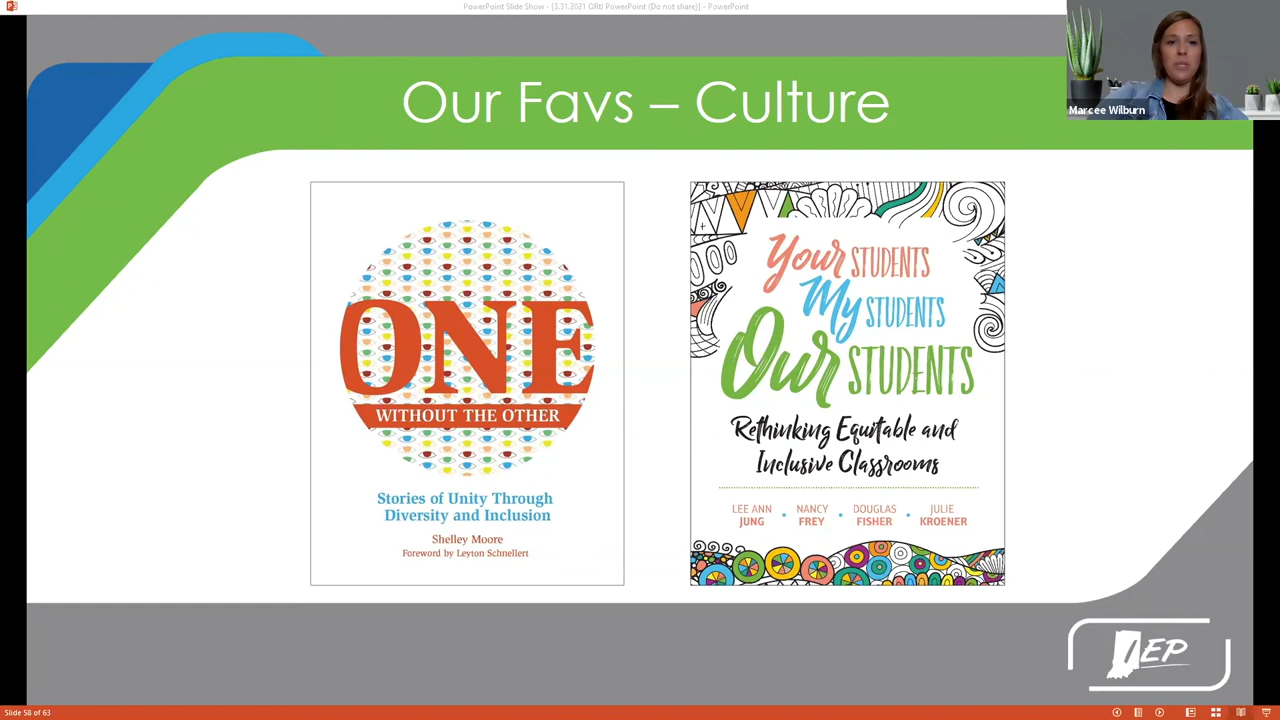 PowerPoint Slide Show - [3.31.2021 QRtI PowerPoint (Do not share)] - PowerPoint
Our Favs – Culture
Marcee Wilburn
ONE
WITHOUT THE OTHER
Stories of Unity Through
Diversity and Inclusion
Shelley Moore
Foreword by Leyton Schnellert
Your STUDENTS
My STUDENTS
Our STUDENTS
Rethinking Equitable and
Inclusive Classrooms
LEE ANN JUNG • NANCY FREY • DOUGLAS FISHER • JULIE KROENER
IEP
Slide 58 of 63